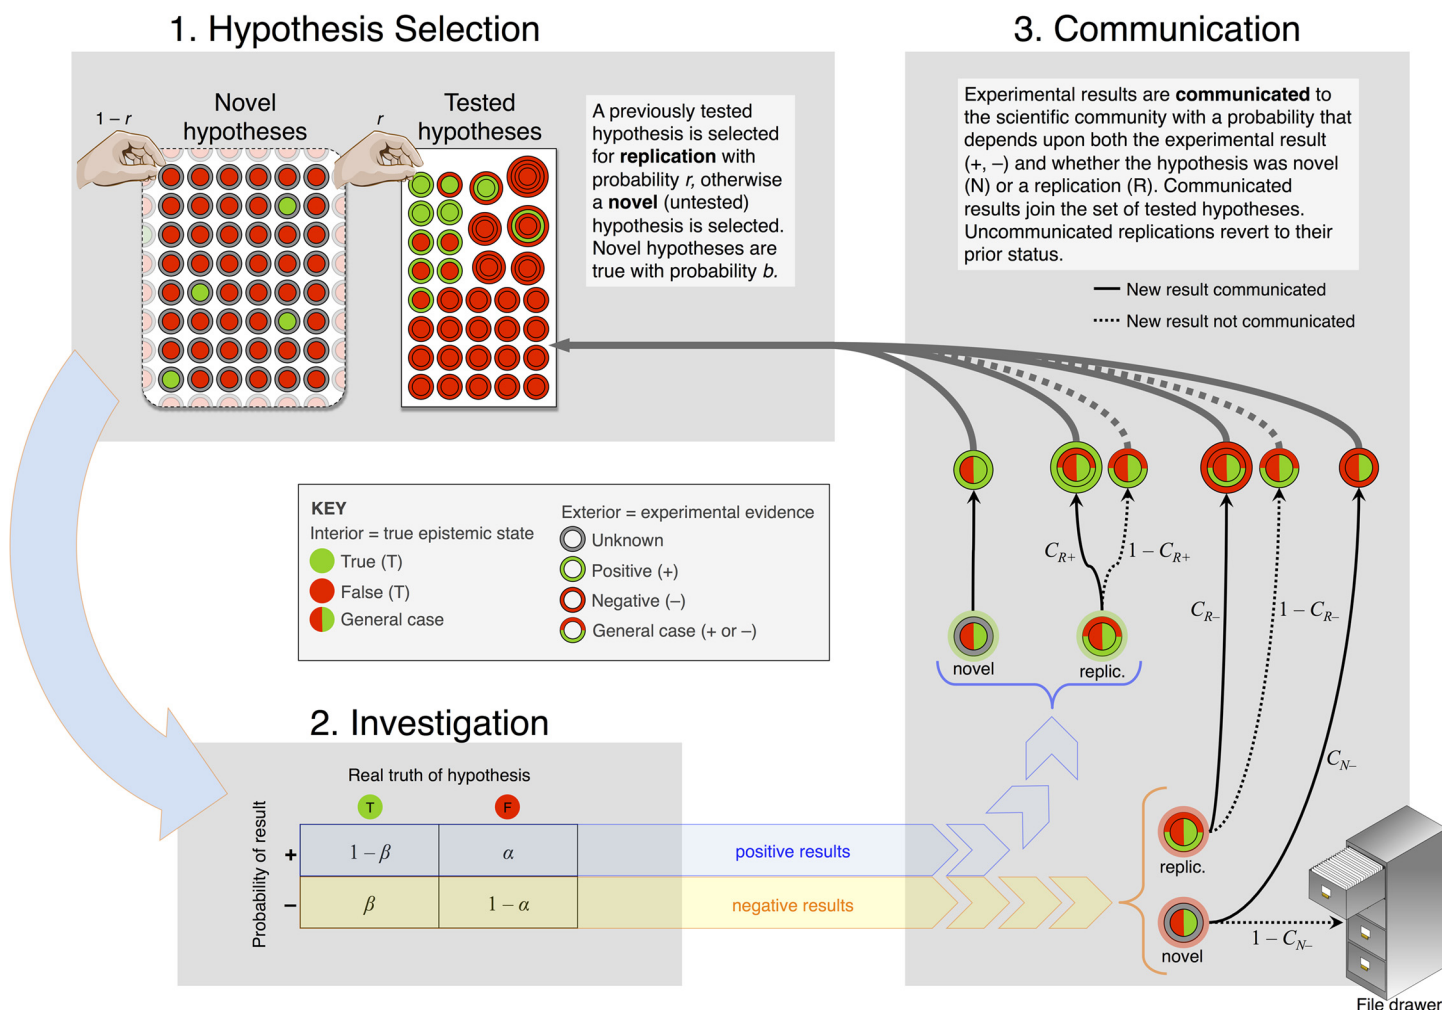 1. Hypothesis Selection
Novel
hypotheses
Tested
hypotheses
1 – r
r
A previously tested
hypothesis is selected
for replication with
probability r, otherwise
a novel (untested)
hypothesis is selected.
Novel hypotheses are
true with probability b.
3. Communication
Experimental results are communicated to
the scientific community with a probability that
depends upon both the experimental result
(+, –) and whether the hypothesis was novel
(N) or a replication (R). Communicated
results join the set of tested hypotheses.
Uncommunicated replications revert to their
prior status.
New result communicated
New result not communicated
KEY
Interior = true epistemic state
True (T)
False (T)
General case
Exterior = experimental evidence
Unknown
Positive (+)
Negative (–)
General case (+ or –)
C_R+
1 – C_R+
C_R–
1 – C_R–
C_N–
novel
replic.
2. Investigation
Real truth of hypothesis
T
F
Probability of result
+
1 – β
α
positive results
–
β
1 – α
negative results
replic.
novel
1 – C_N–
File drawer